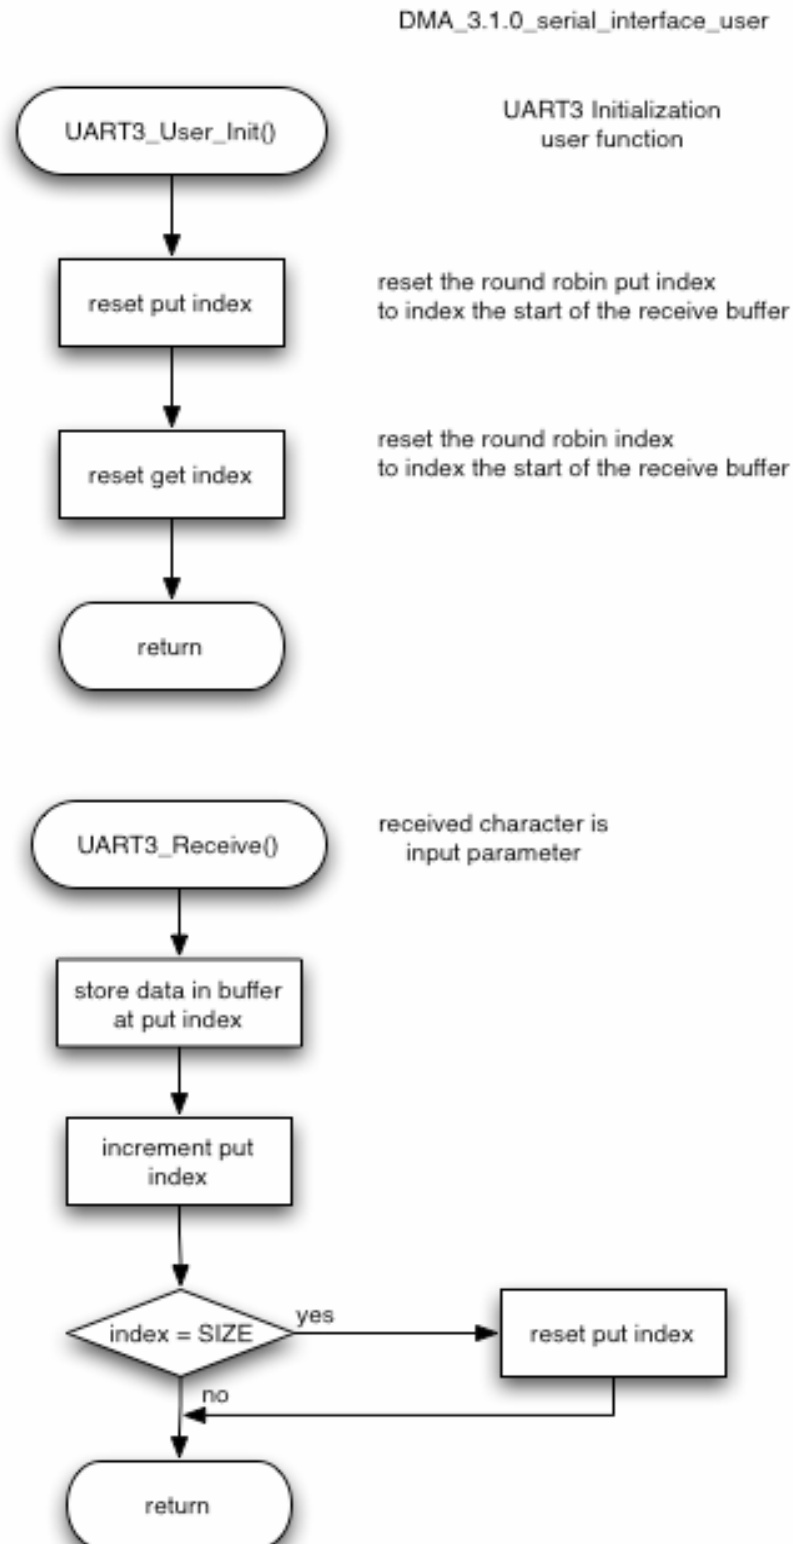 DMA_3.1.0_serial_interface_user
UART3_User_Init()
UART3 Initialization
user function
reset put index
reset the round robin put index
to index the start of the receive buffer
reset get index
reset the round robin index
to index the start of the receive buffer
return
UART3_Receive()
received character is
input parameter
store data in buffer
at put index
increment put
index
index = SIZE
yes
reset put index
no
return